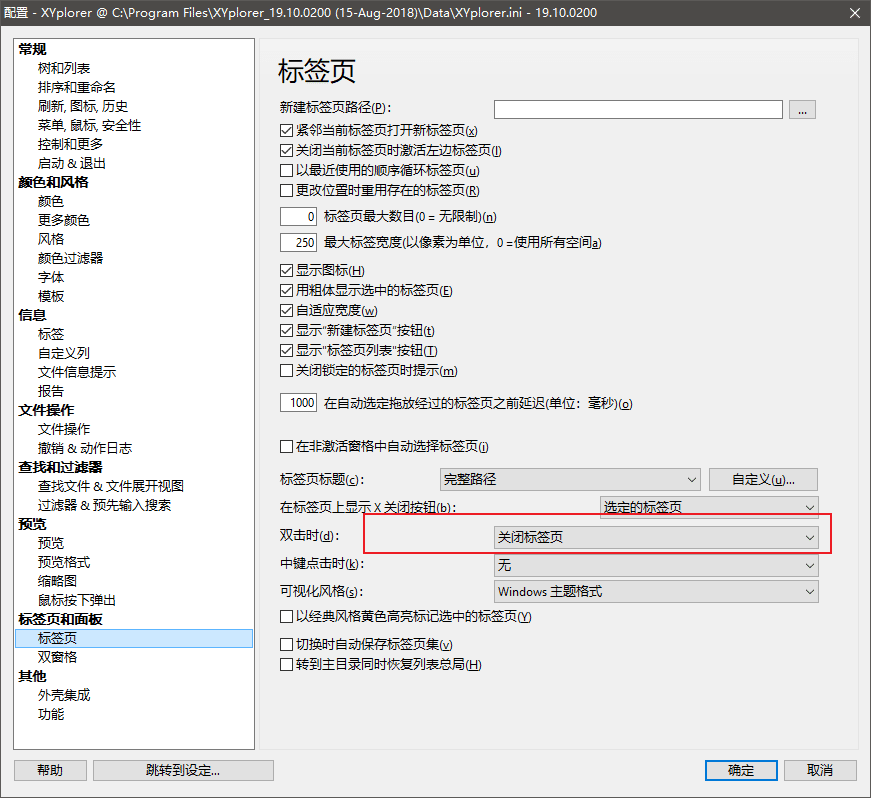 配置 - XYplorer @ C:\Program Files\XYplorer_19.10.0200 (15-Aug-2018)\Data\XYplorer.ini - 19.10.0200
常规
树和列表
排序和重命名
刷新, 图标, 历史
菜单, 鼠标, 安全性
控制和更多
启动 & 退出
颜色和风格
颜色
更多颜色
风格
颜色过滤器
字体
模板
信息
标签
自定义列
文件信息提示
报告
文件操作
文件操作
撤销 & 动作日志
查找和过滤器
查找文件 & 文件展开视图
过滤器 & 预先输入搜索
预览
预览
预览格式
缩略图
鼠标按下弹出
标签页和面板
标签页
双窗格
其他
外壳集成
功能
标签页
新建标签页路径(P):
...
紧邻当前标签页打开新标签页(x)
关闭当前标签页时激活左边标签页(l)
以最近使用的顺序循环标签页(u)
更改位置时重用存在的标签页(R)
0 标签页最大数目(0 = 无限制)(n)
250 最大标签宽度(以像素为单位，0 =使用所有空间a)
显示图标(H)
用粗体显示选中的标签页(E)
自适应宽度(w)
显示"新建标签页"按钮(t)
显示"标签页列表"按钮(T)
关闭锁定的标签页时提示(m)
1000 在自动选定拖放经过的标签页之前延迟(单位：毫秒)(o)
在非激活窗格中自动选择标签页(i)
标签页标题(c): 完整路径 自定义(u)...
在标签页上显示 X 关闭按钮(b): 选定的标签页
双击时(d): 关闭标签页
中键点击时(k): 无
可视化风格(s): Windows 主题格式
以经典风格黄色高亮标记选中的标签页(Y)
切换时自动保存标签页集(v)
转到主目录同时恢复列表总局(H)
帮助 跳转到设定... 确定 取消